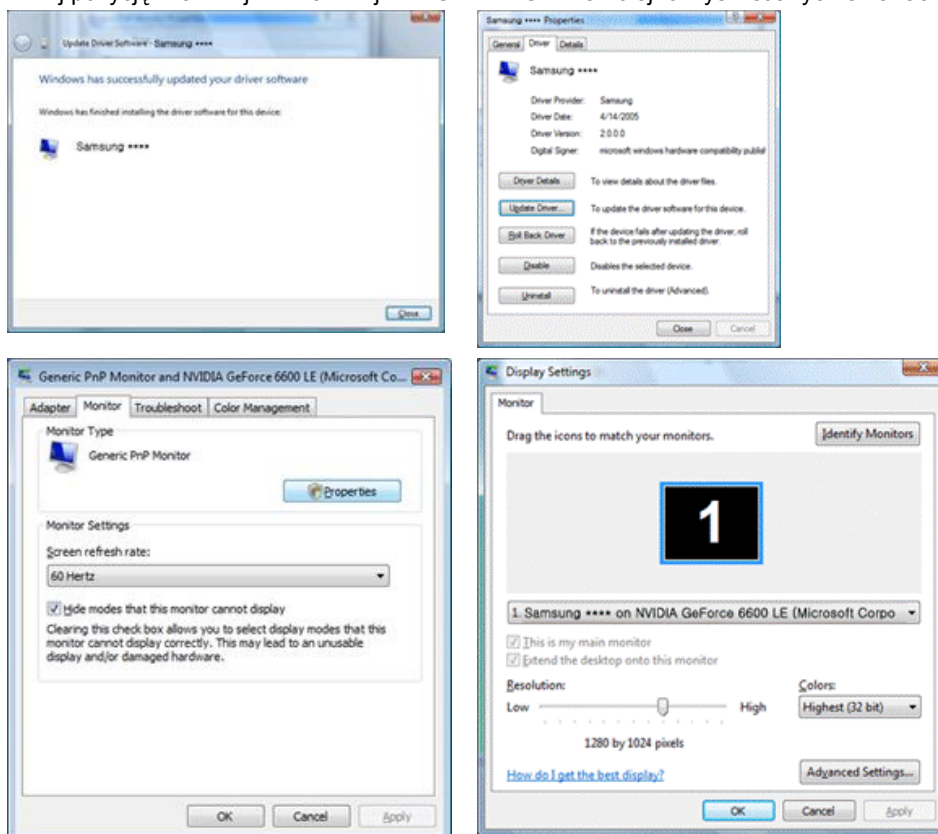 Update Driver Software - Samsung ****
Windows has successfully updated your driver software
Windows has finished installing the driver software for this device:
Samsung ****
Close
Samsung **** Properties
General Driver Details
Samsung ****
Driver Provider: Samsung
Driver Date: 4/14/2005
Driver Version: 2.0.0.0
Digital Signer: microsoft windows hardware compatibility publisl
Driver Details To view details about the driver files.
Update Driver... To update the driver software for this device.
Roll Back Driver If the device fails after updating the driver, roll
back to the previously installed driver.
Disable Disables the selected device.
Uninstall To uninstall the driver (Advanced).
Close Cancel
Generic PnP Monitor and NVIDIA GeForce 6600 LE (Microsoft Co...
Adapter Monitor Troubleshoot Color Management
Monitor Type
Generic PnP Monitor
Properties
Monitor Settings
Screen refresh rate:
60 Hertz
Hide modes that this monitor cannot display
Clearing this check box allows you to select display modes that this
monitor cannot display correctly. This may lead to an unusable
display and/or damaged hardware.
OK Cancel Apply
Display Settings
Monitor
Drag the icons to match your monitors.
Identify Monitors
1
1. Samsung **** on NVIDIA GeForce 6600 LE (Microsoft Corpo
This is my main monitor
Extend the desktop onto this monitor
Resolution: Colors:
Low High Highest (32 bit)
1280 by 1024 pixels
How do I get the best display? Advanced Settings...
OK Cancel Apply